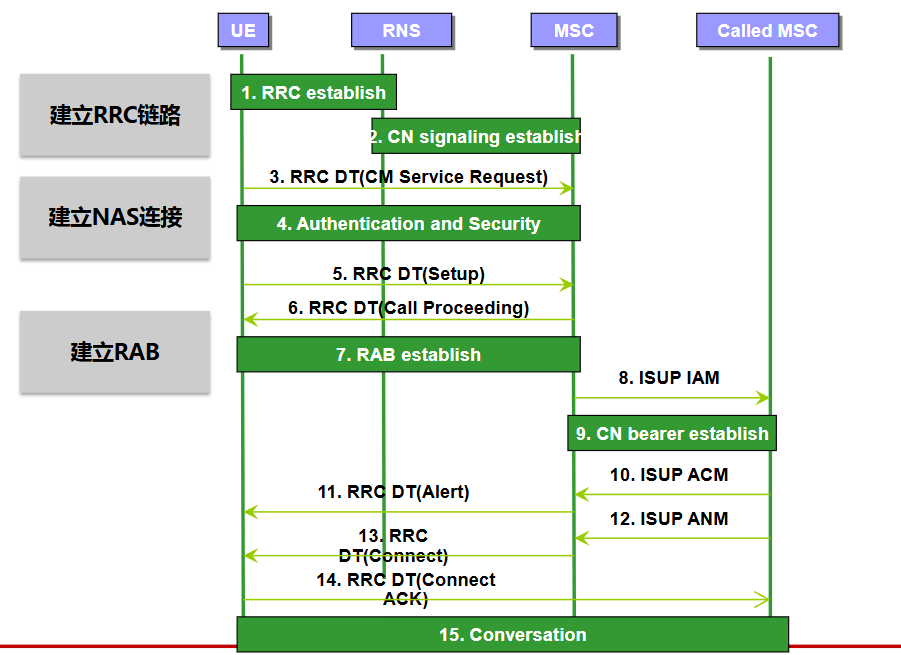 UE
RNS
MSC
Called MSC
建立RRC链路
1. RRC establish
2. CN signaling establish
3. RRC DT(CM Service Request)
建立NAS连接
4. Authentication and Security
5. RRC DT(Setup)
6. RRC DT(Call Proceeding)
建立RAB
7. RAB establish
8. ISUP IAM
9. CN bearer establish
10. ISUP ACM
11. RRC DT(Alert)
12. ISUP ANM
13. RRC
DT(Connect)
14. RRC DT(Connect
ACK)
15. Conversation